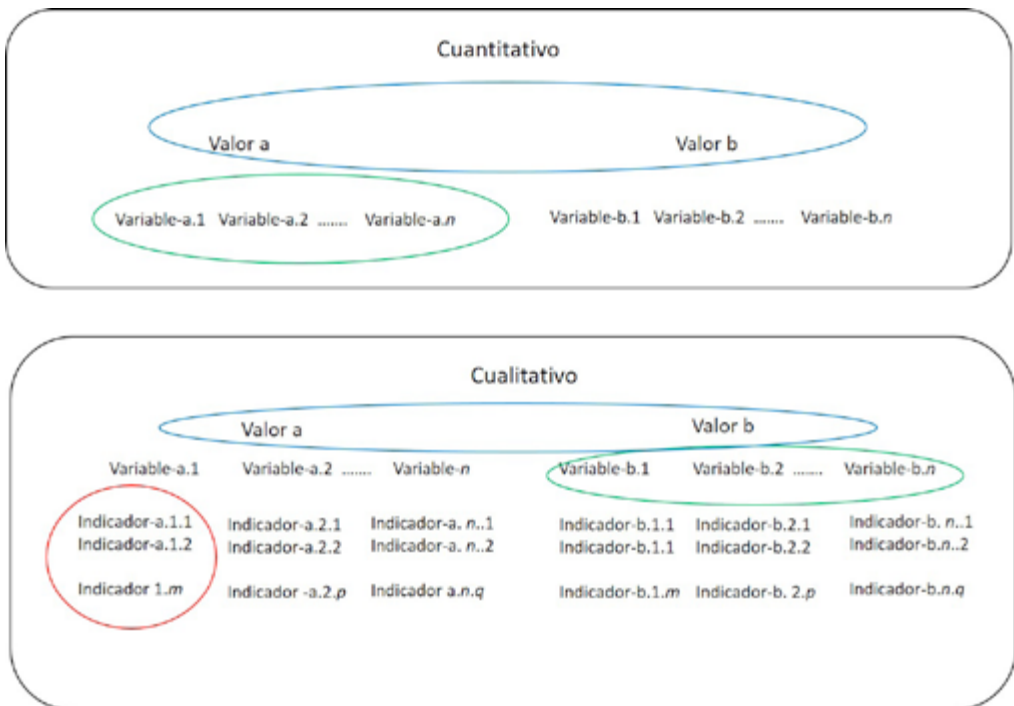 Cuantitativo
Valor a Valor b
Variable-a.1 Variable-a.2 ....... Variable-a.n Variable-b.1 Variable-b.2 ...... Variable-b.n
Cualitativo
Valor a Valor b
Variable-a.1 Variable-a.2 ....... Variable-n Variable-b.1 Variable-b.2 ....... Variable-b.n
Indicador-a.1.1 Indicador-a.2.1 Indicador-a. n..1 Indicador-b.1.1 Indicador-b.2.1 Indicador-b. n..1
Indicador-a.1.2 Indicador-a.2.2 Indicador-a. n..2 Indicador-b.1.1 Indicador-b.2.2 Indicador-b.n..2
Indicador 1.m Indicador -a.2.p Indicador a.n.q Indicador-b.1.m Indicador-b. 2.p Indicador-b.n.q